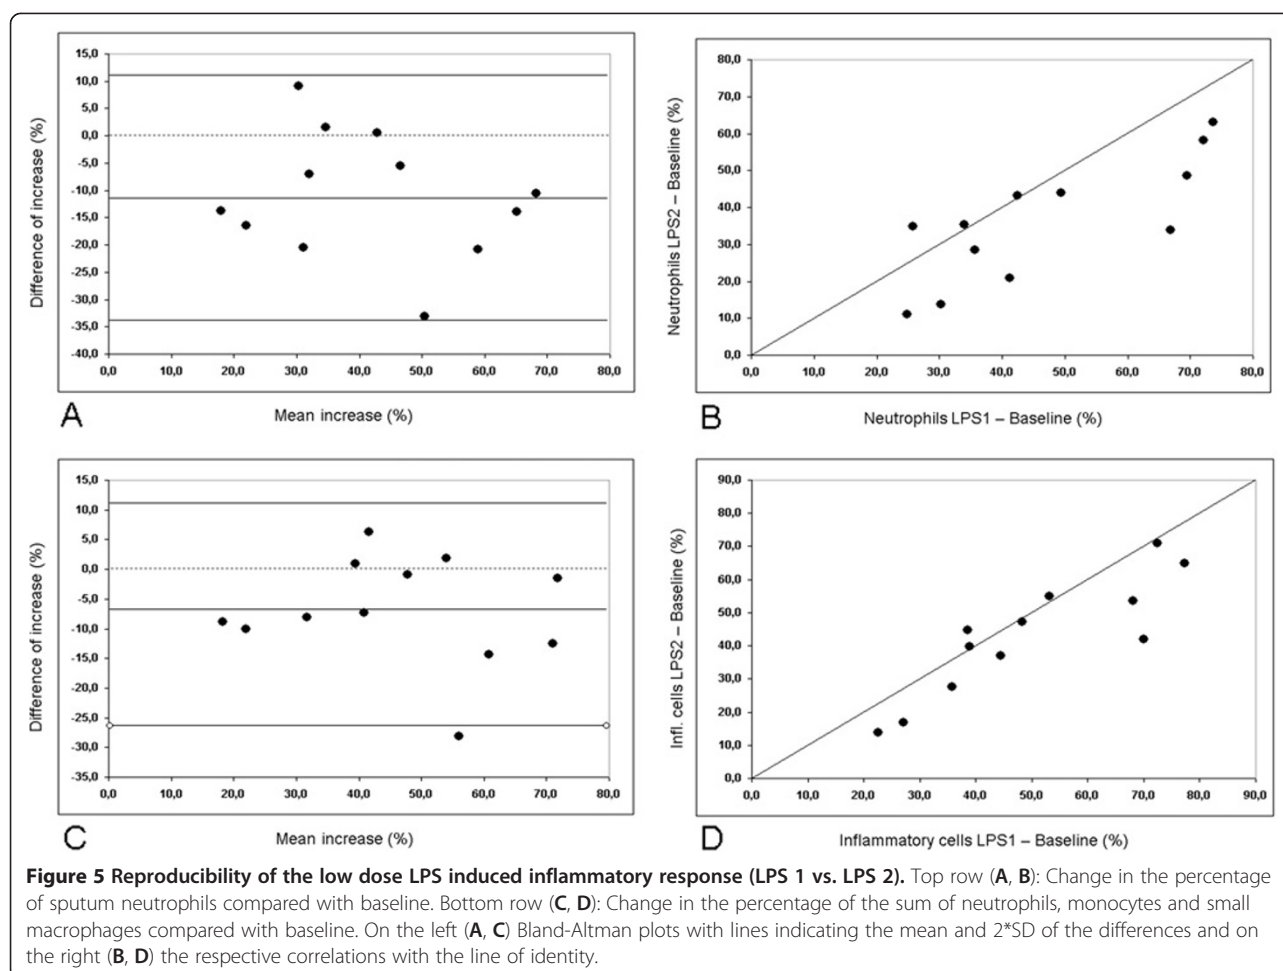 15,0
10,0
5,0
0,0
-5,0
-10,0
-15,0
-20,0
-25,0
-30,0
-35,0
-40,0
0,0 10,0 20,0 30,0 40,0 50,0 60,0 70,0 80,0
Difference of increase (%)
Mean increase (%)
A
80,0
70,0
60,0
50,0
40,0
30,0
20,0
10,0
0,0
0,0 10,0 20,0 30,0 40,0 50,0 60,0 70,0 80,0
Neutrophils LPS2 – Baseline (%)
Neutrophils LPS1 – Baseline (%)
B
15,0
10,0
5,0
0,0
-5,0
-10,0
-15,0
-20,0
-25,0
-30,0
-35,0
0,0 10,0 20,0 30,0 40,0 50,0 60,0 70,0 80,0
Difference of increase (%)
Mean increase (%)
C
90,0
80,0
70,0
60,0
50,0
40,0
30,0
20,0
10,0
0,0
0,0 10,0 20,0 30,0 40,0 50,0 60,0 70,0 80,0 90,0
Infl. cells LPS2 – Baseline (%)
Inflammatory cells LPS1 – Baseline (%)
D
Figure 5 Reproducibility of the low dose LPS induced inflammatory response (LPS 1 vs. LPS 2). Top row (A, B): Change in the percentage
of sputum neutrophils compared with baseline. Bottom row (C, D): Change in the percentage of the sum of neutrophils, monocytes and small
macrophages compared with baseline. On the left (A, C) Bland-Altman plots with lines indicating the mean and 2*SD of the differences and on
the right (B, D) the respective correlations with the line of identity.